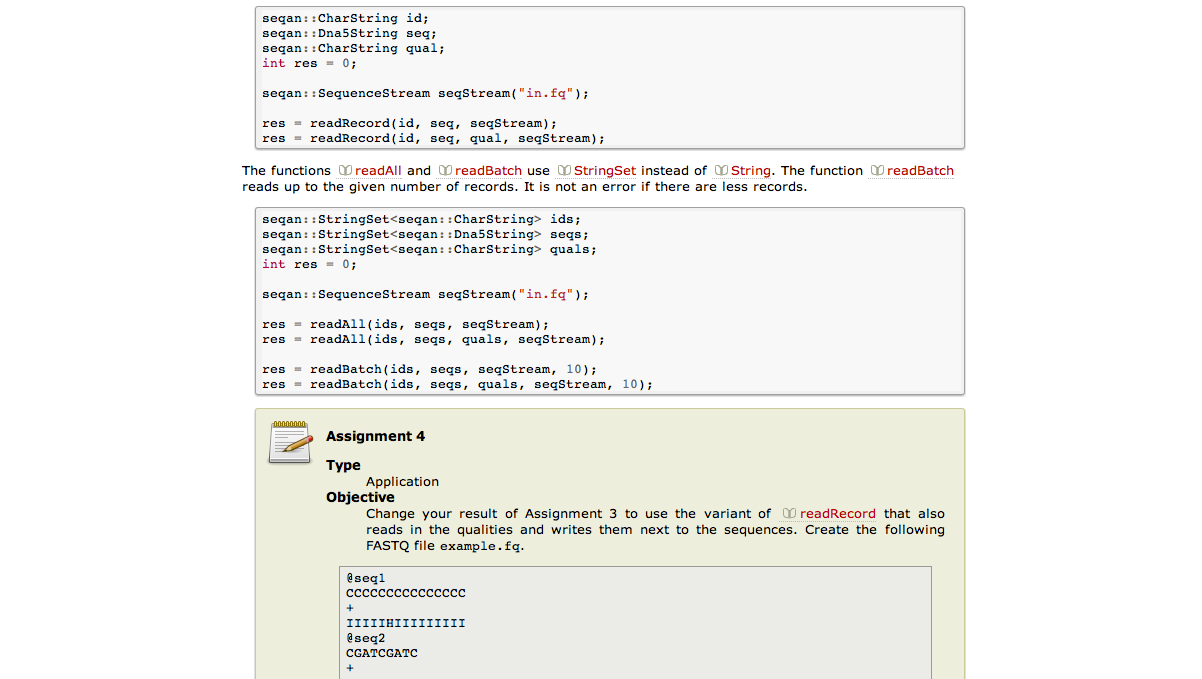 seqan::CharString id;
seqan::Dna5String seq;
seqan::CharString qual;
int res = 0;
seqan::SequenceStream seqStream("in.fq");
res = readRecord(id, seq, seqStream);
res = readRecord(id, seq, qual, seqStream);
The functions readAll and readBatch use StringSet instead of String. The function readBatch
reads up to the given number of records. It is not an error if there are less records.
seqan::StringSet<seqan::CharString> ids;
seqan::StringSet<seqan::Dna5String> seqs;
seqan::StringSet<seqan::CharString> quals;
int res = 0;
seqan::SequenceStream seqStream("in.fq");
res = readAll(ids, seqs, seqStream);
res = readAll(ids, seqs, quals, seqStream);
res = readBatch(ids, seqs, seqStream, 10);
res = readBatch(ids, seqs, quals, seqStream, 10);
Assignment 4
Type
Application
Objective
Change your result of Assignment 3 to use the variant of readRecord that also
reads in the qualities and writes them next to the sequences. Create the following
FASTQ file example.fq.
@seq1
CCCCCCCCCCCCCCC
+
IIIIIHIIIIIIIII
@seq2
CGATCGATC
+